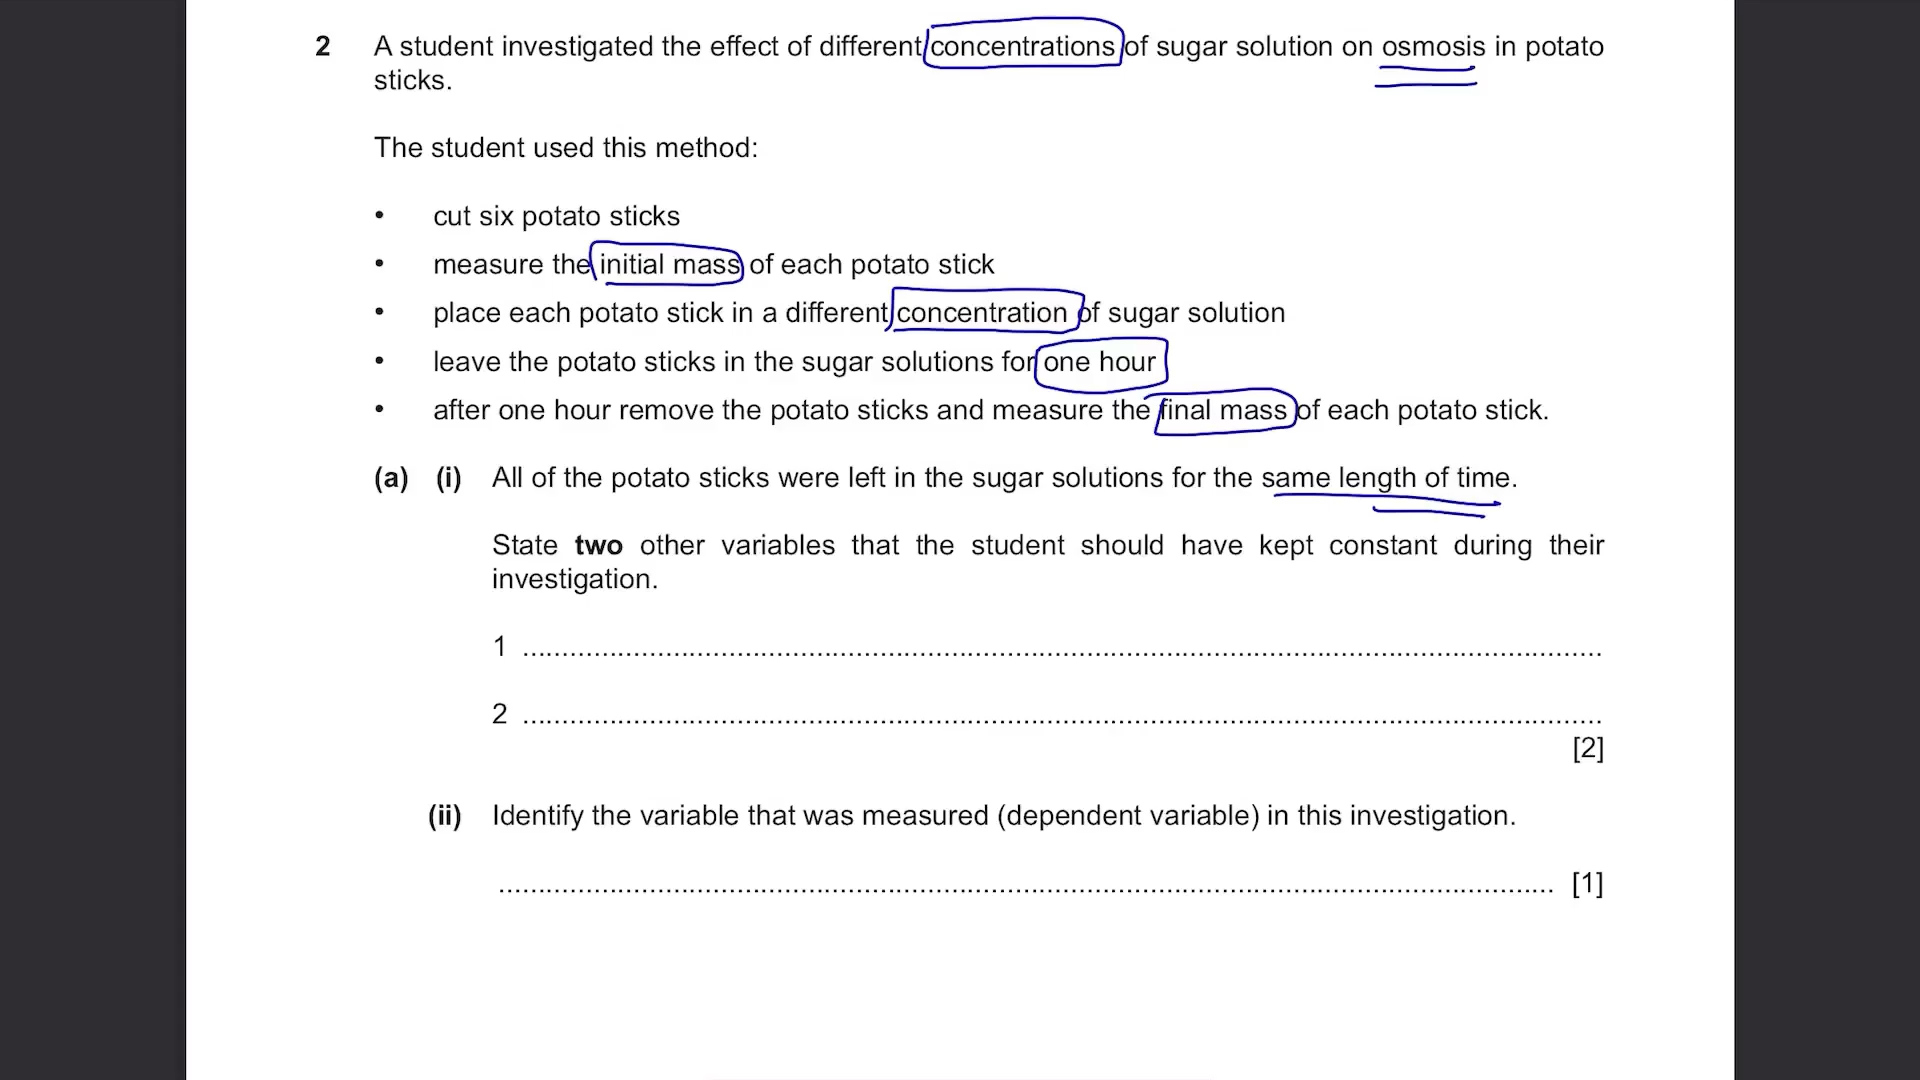 2 A student investigated the effect of different concentrations of sugar solution on osmosis in potato
sticks.
The student used this method:
• cut six potato sticks
• measure the initial mass of each potato stick
• place each potato stick in a different concentration of sugar solution
• leave the potato sticks in the sugar solutions for one hour
• after one hour remove the potato sticks and measure the final mass of each potato stick.
(a) (i) All of the potato sticks were left in the sugar solutions for the same length of time.
State two other variables that the student should have kept constant during their
investigation.
1 ........................................................................................................................................
2 ........................................................................................................................................
[2]
(ii) Identify the variable that was measured (dependent variable) in this investigation.
..................................................................................................................................... [1]